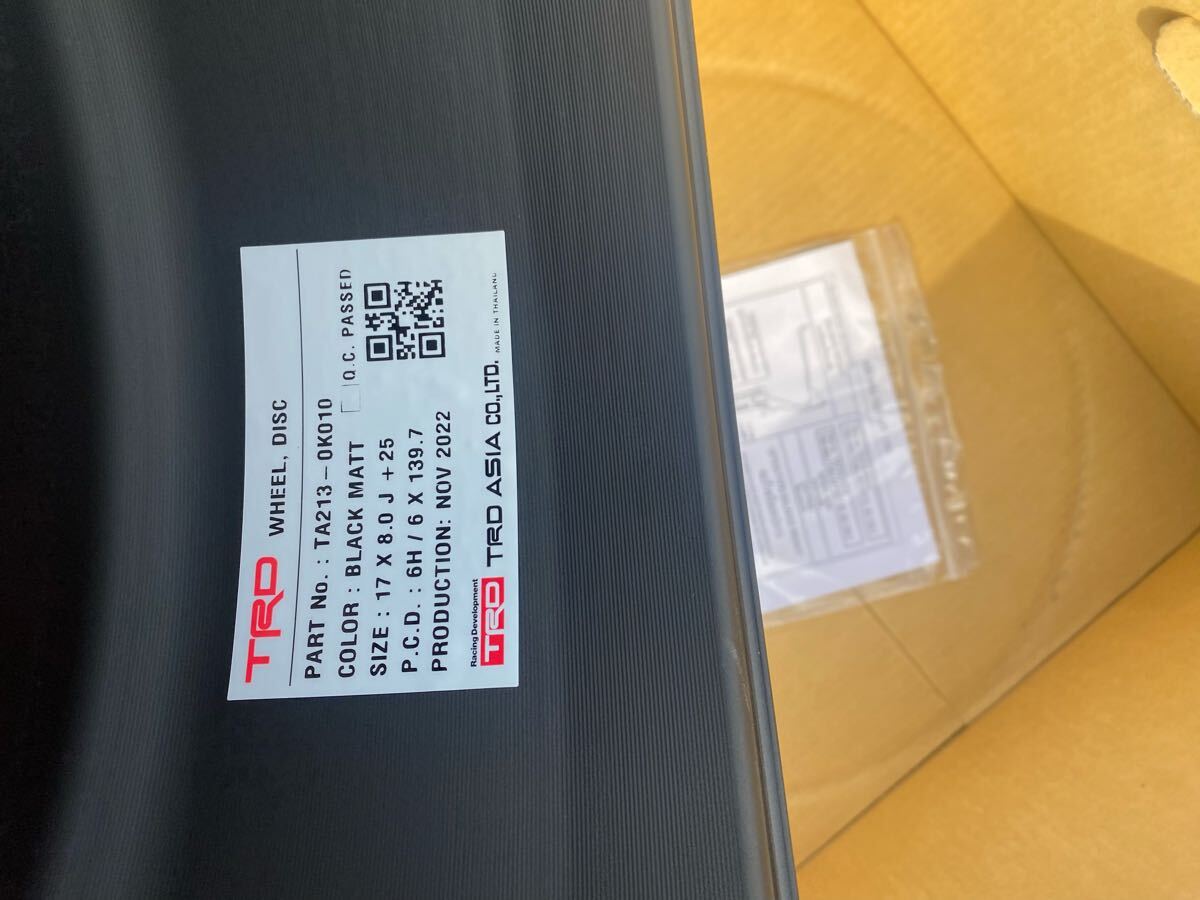 TRD WHEEL, DISC
PART No. : TA213-0K010
COLOR : BLACK MATT
Q.C. PASSED
SIZE : 17 X 8.0 J +25
P.C.D. : 6H / 6 X 139.7
PRODUCTION: NOV 2022
Racing Development
TRD TRD ASIA CO.,LTD. MADE IN THAILAND